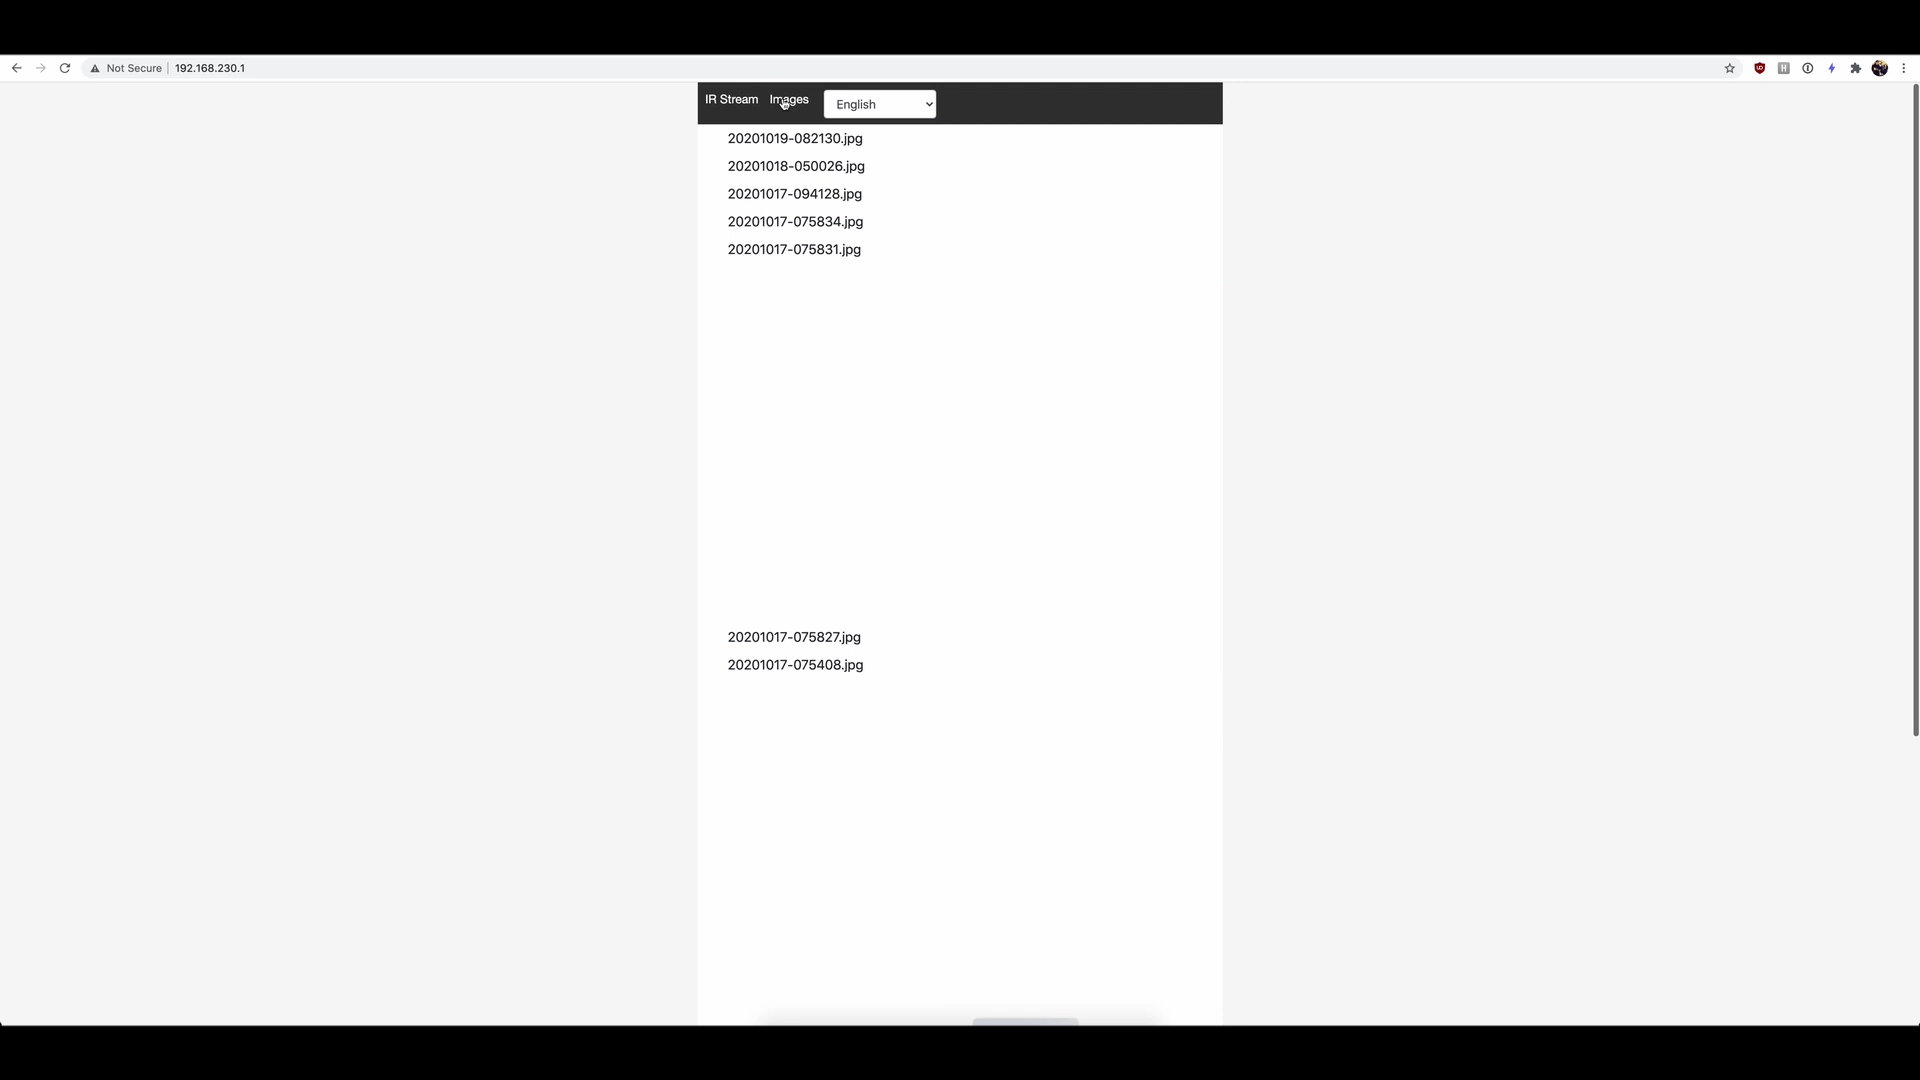 Not Secure | 192.168.230.1
IR Stream Images English
20201019-082130.jpg
20201018-050026.jpg
20201017-094128.jpg
20201017-075834.jpg
20201017-075831.jpg
20201017-075827.jpg
20201017-075408.jpg